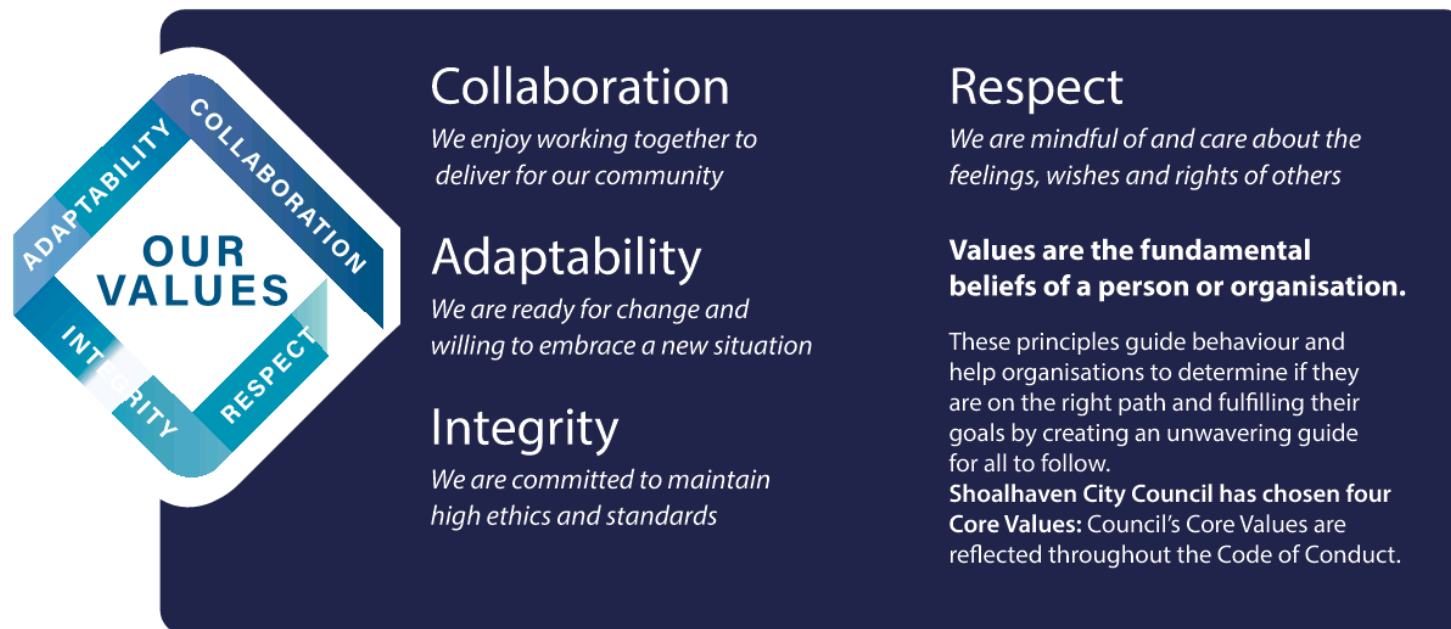 ADAPTABILITY
COLLABORATION
OUR
VALUES
INTEGRITY
RESPECT
Collaboration
We enjoy working together to
deliver for our community
Adaptability
We are ready for change and
willing to embrace a new situation
Integrity
We are committed to maintain
high ethics and standards
Respect
We are mindful of and care about the
feelings, wishes and rights of others
Values are the fundamental
beliefs of a person or organisation.
These principles guide behaviour and
help organisations to determine if they
are on the right path and fulfilling their
goals by creating an unwavering guide
for all to follow.
Shoalhaven City Council has chosen four
Core Values: Council’s Core Values are
reflected throughout the Code of Conduct.